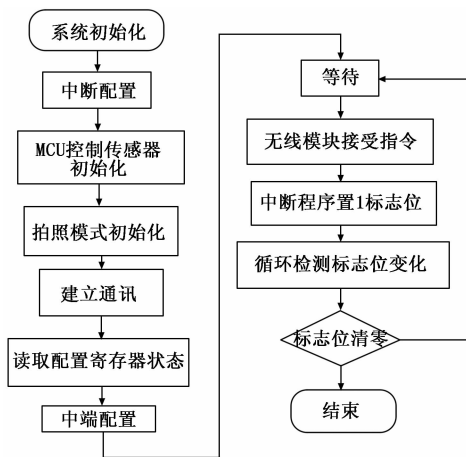 系统初始化
中断配置
MCU控制传感器
初始化
拍照模式初始化
建立通讯
读取配置寄存器状态
中端配置
等待
无线模块接受指令
中断程序置1标志位
循环检测标志位变化
标志位清零
结束